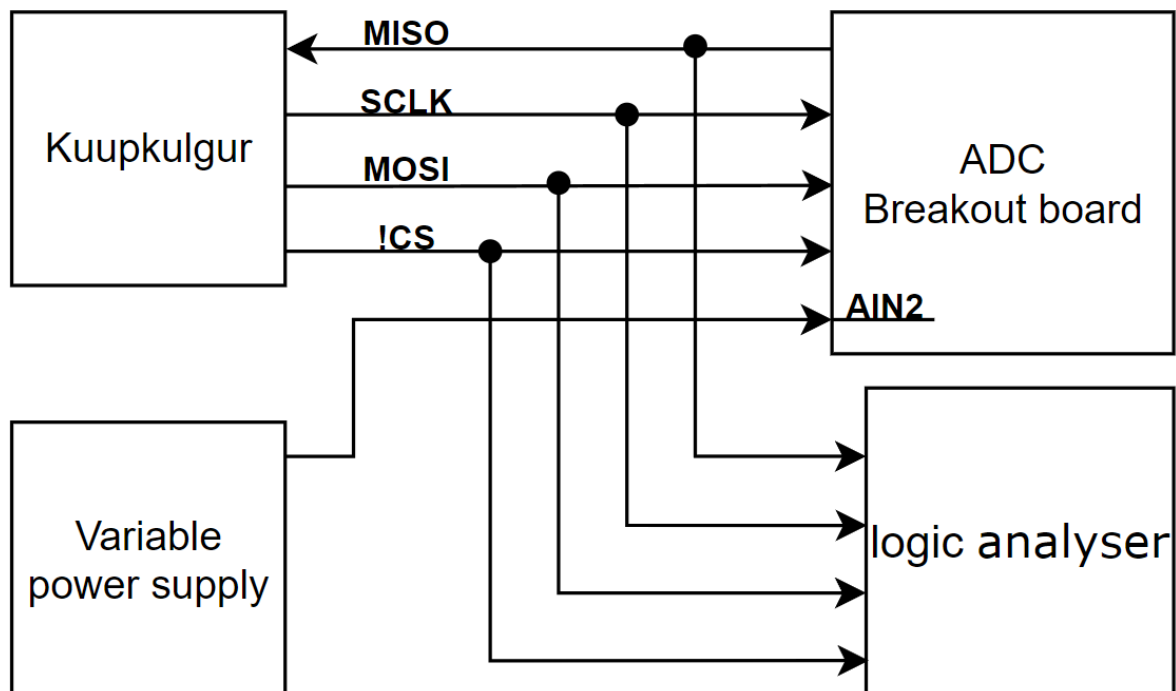 MISO
SCLK
MOSI
!CS
Kuupkulgur
ADC
Breakout board
AIN2
Variable
power supply
logic analyser